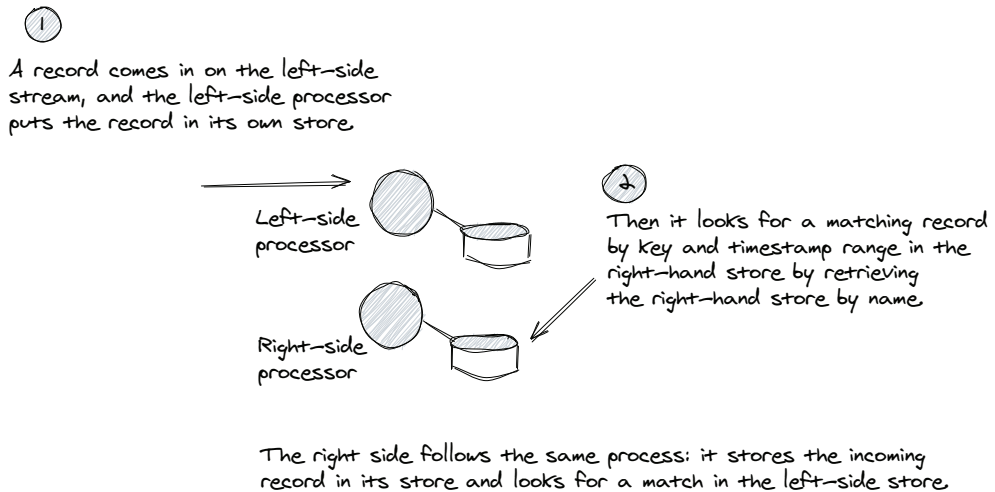 1
A record comes in on the left-side
stream, and the left-side processor
puts the record in its own store.
Left-side
processor
2
Then it looks for a matching record
by key and timestamp range in the
right-hand store by retrieving
the right-hand store by name.
Right-side
processor
The right side follows the same process: it stores the incoming
record in its store and looks for a match in the left-side store.